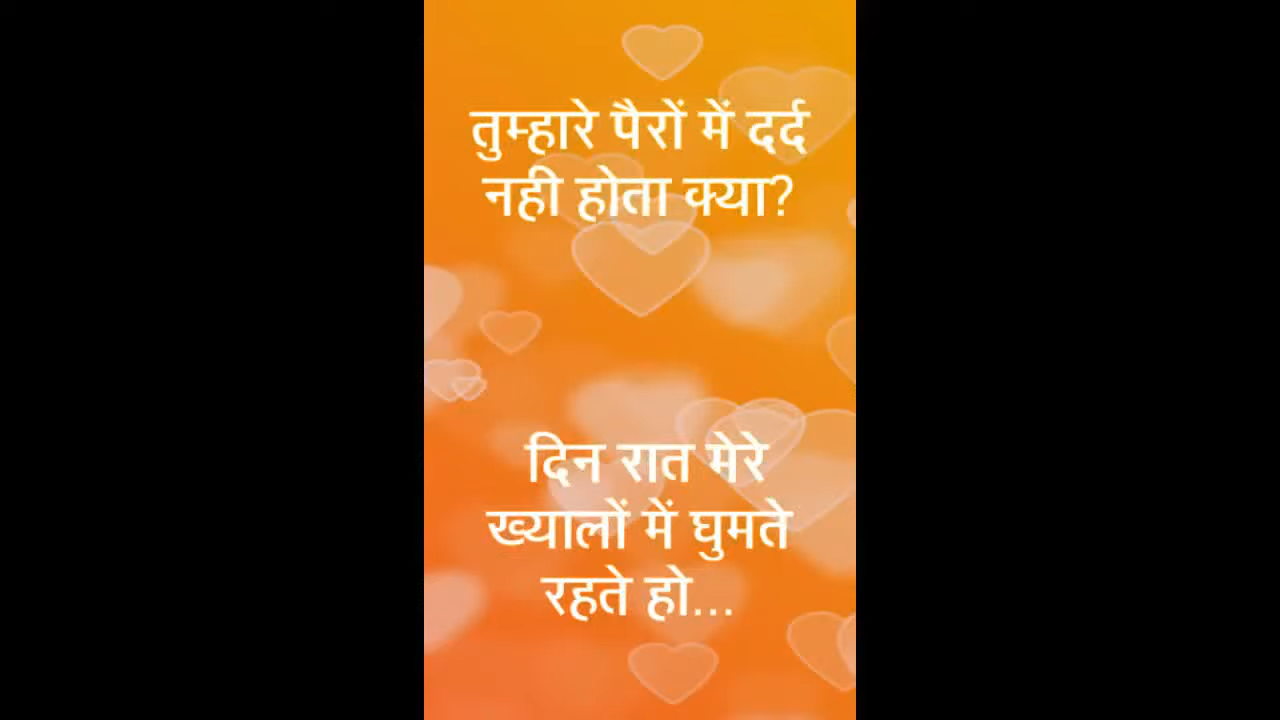 तुम्हारे पैरों में दर्द
नही होता क्या?
दिन रात मेरे
ख्यालों में घुमते
रहते हो...